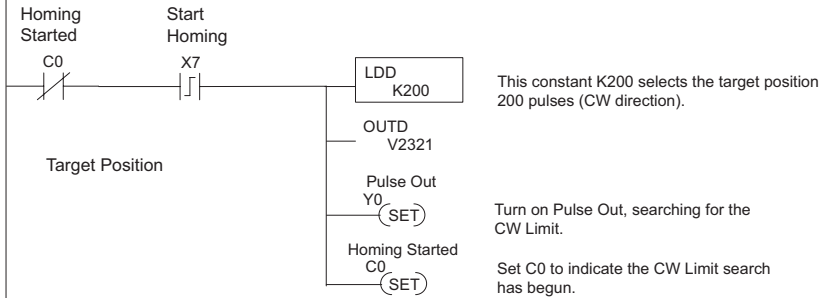 Homing
Started
Start
Homing
C0
X7
LDD
K200
This constant K200 selects the target position
200 pulses (CW direction).
OUTD
V2321
Target Position
Pulse Out
Y0
SET
Turn on Pulse Out, searching for the
CW Limit.
Homing Started
C0
SET
Set C0 to indicate the CW Limit search
has begun.